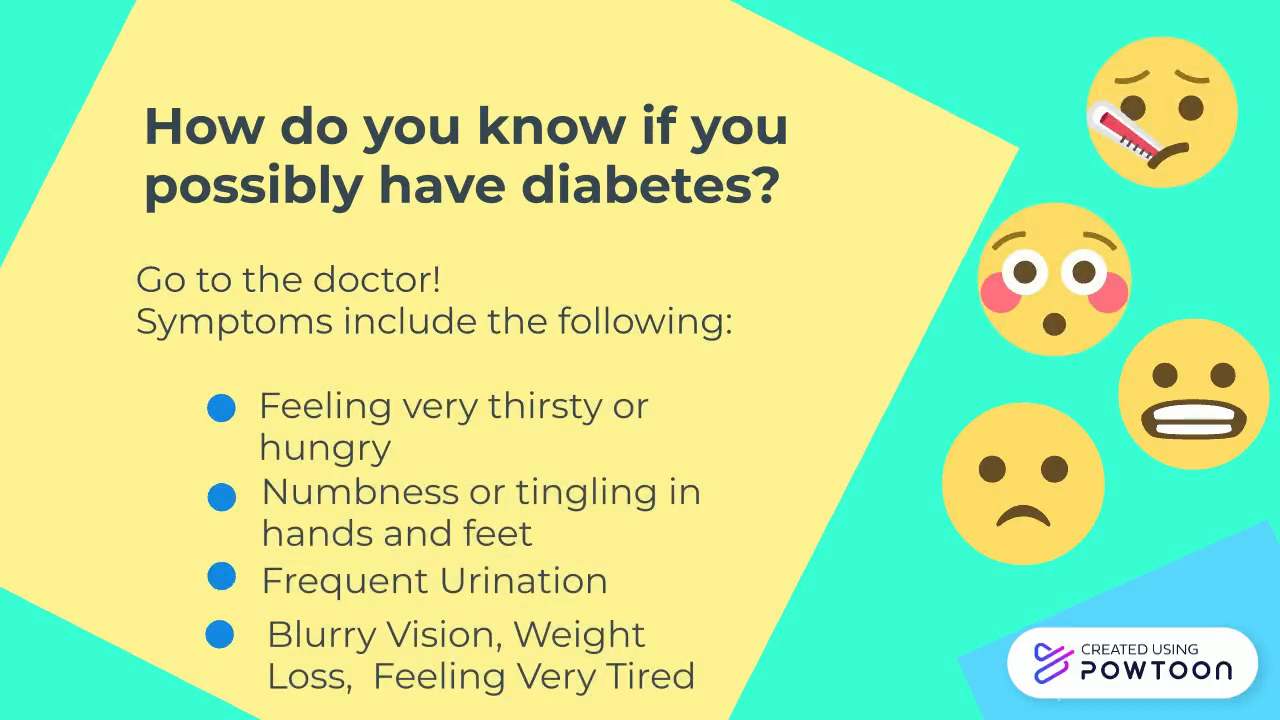 How do you know if you
possibly have diabetes?
Go to the doctor!
Symptoms include the following:
Feeling very thirsty or
hungry
Numbness or tingling in
hands and feet
Frequent Urination
Blurry Vision, Weight
Loss,  Feeling Very Tired
CREATED USING
POWTOON